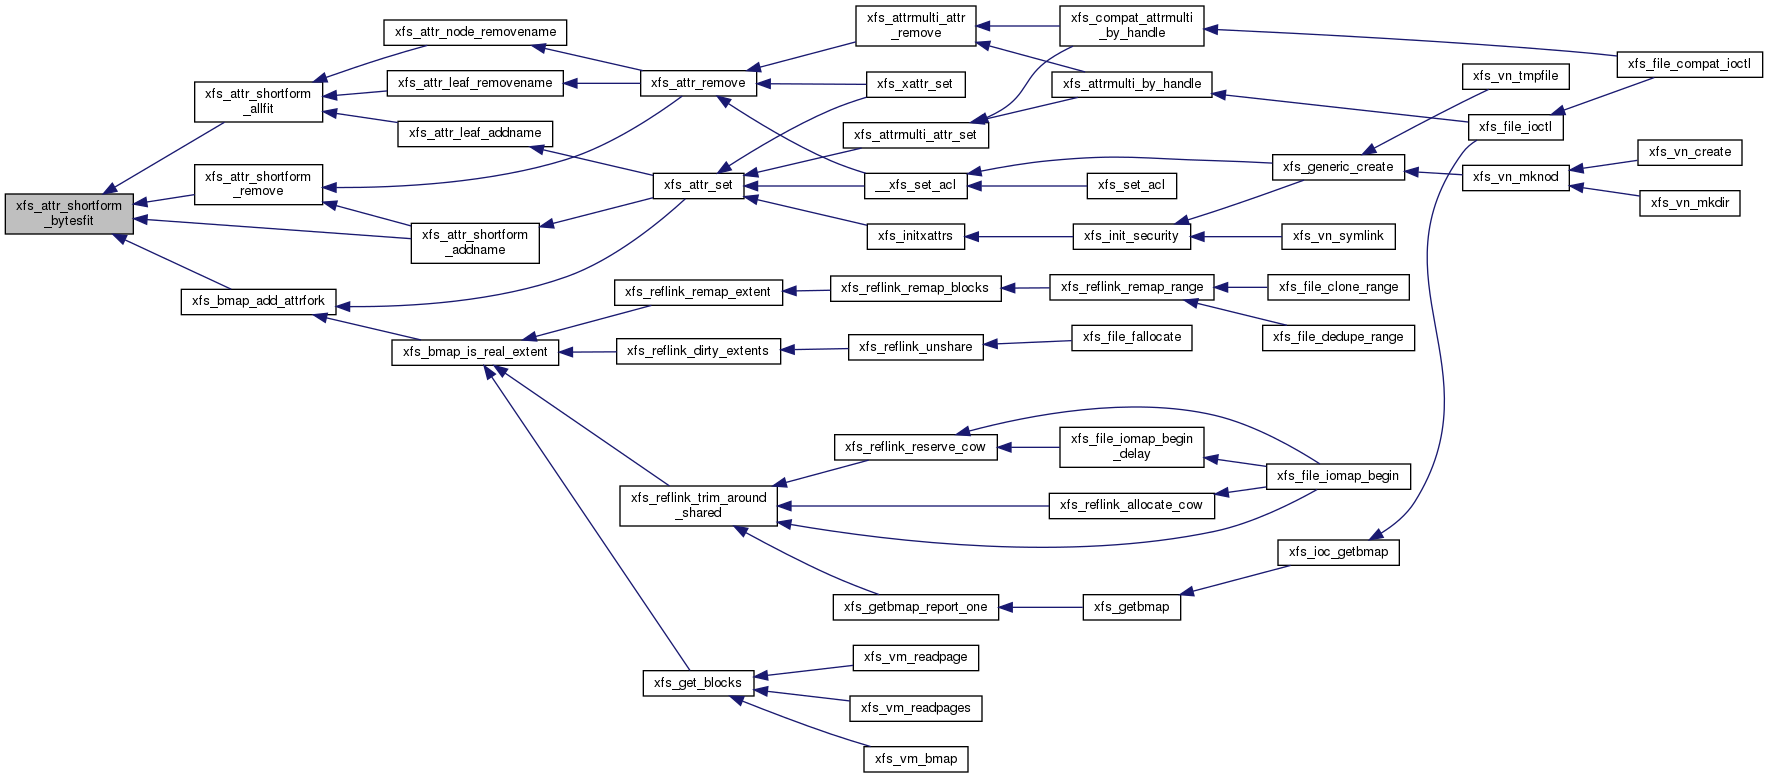 xfs_attr_shortform
_bytesfit
xfs_attr_shortform
_allfit
xfs_attr_shortform
_remove
xfs_bmap_add_attrfork
xfs_attr_node_removename
xfs_attr_leaf_removename
xfs_attr_leaf_addname
xfs_attr_shortform
_addname
xfs_bmap_is_real_extent
xfs_attr_remove
xfs_attr_set
xfs_reflink_remap_extent
xfs_reflink_dirty_extents
xfs_reflink_trim_around
_shared
xfs_get_blocks
xfs_attrmulti_attr
_remove
xfs_xattr_set
xfs_attrmulti_attr_set
__xfs_set_acl
xfs_initxattrs
xfs_reflink_remap_blocks
xfs_reflink_unshare
xfs_reflink_reserve_cow
xfs_getbmap_report_one
xfs_vm_readpage
xfs_vm_readpages
xfs_vm_bmap
xfs_compat_attrmulti
_by_handle
xfs_attrmulti_by_handle
xfs_set_acl
xfs_init_security
xfs_reflink_remap_range
xfs_file_fallocate
xfs_file_iomap_begin
_delay
xfs_reflink_allocate_cow
xfs_getbmap
xfs_generic_create
xfs_vn_symlink
xfs_file_clone_range
xfs_file_dedupe_range
xfs_file_iomap_begin
xfs_ioc_getbmap
xfs_vn_tmpfile
xfs_file_ioctl
xfs_vn_mknod
xfs_file_compat_ioctl
xfs_vn_create
xfs_vn_mkdir